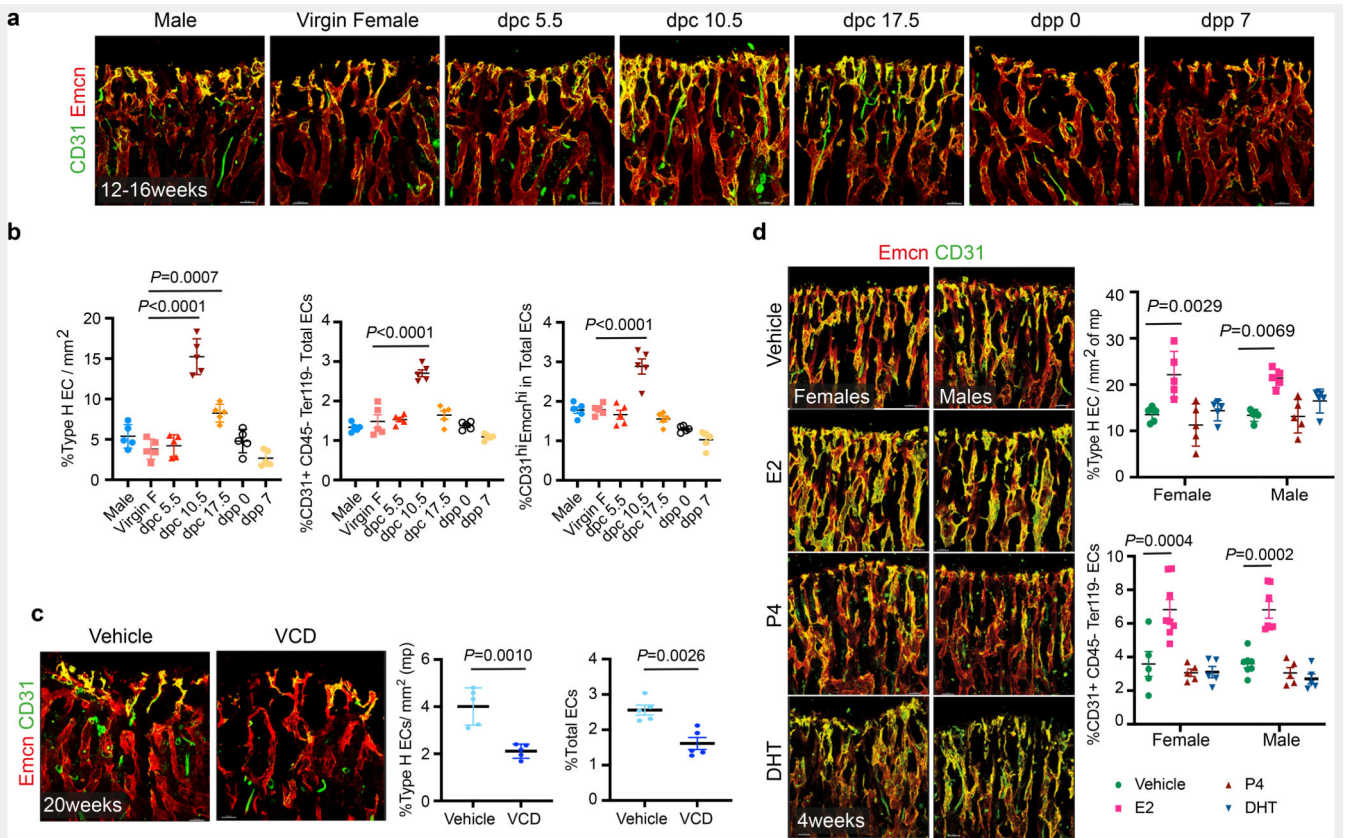 a
Male
Virgin Female
dpc 5.5
dpc 10.5
dpc 17.5
dpp 0
dpp 7
CD31 Emcn
12-16weeks
b
P=0.0007
P<0.0001
%Type H EC / mm2
20
15
10
5
0
Male
Virgin F
dpc 5.5
dpc 10.5
dpc 17.5
dpp 0
dpp 7
P<0.0001
%CD31+ CD45- Ter119- Total ECs
4
3
2
1
0
Male
Virgin F
dpc 5.5
dpc 10.5
dpc 17.5
dpp 0
dpp 7
P<0.0001
%CD31hiEmcnhi in Total ECs
4
3
2
1
0
Male
Virgin F
dpc 5.5
dpc 10.5
dpc 17.5
dpp 0
dpp 7
c
Vehicle
VCD
Emcn CD31
20weeks
P=0.0010
%Type H ECs/ mm2 (mp)
6
4
2
0
Vehicle
VCD
P=0.0026
%Total ECs
4
3
2
1
0
Vehicle
VCD
d
Emcn CD31
Vehicle
Females
Males
E2
P4
DHT
4weeks
P=0.0029
P=0.0069
%Type H EC / mm2 of mp
40
30
20
10
0
Female
Male
P=0.0004
P=0.0002
%CD31+ CD45- Ter119- ECs
10
8
6
4
2
0
Female
Male
Vehicle
P4
E2
DHT